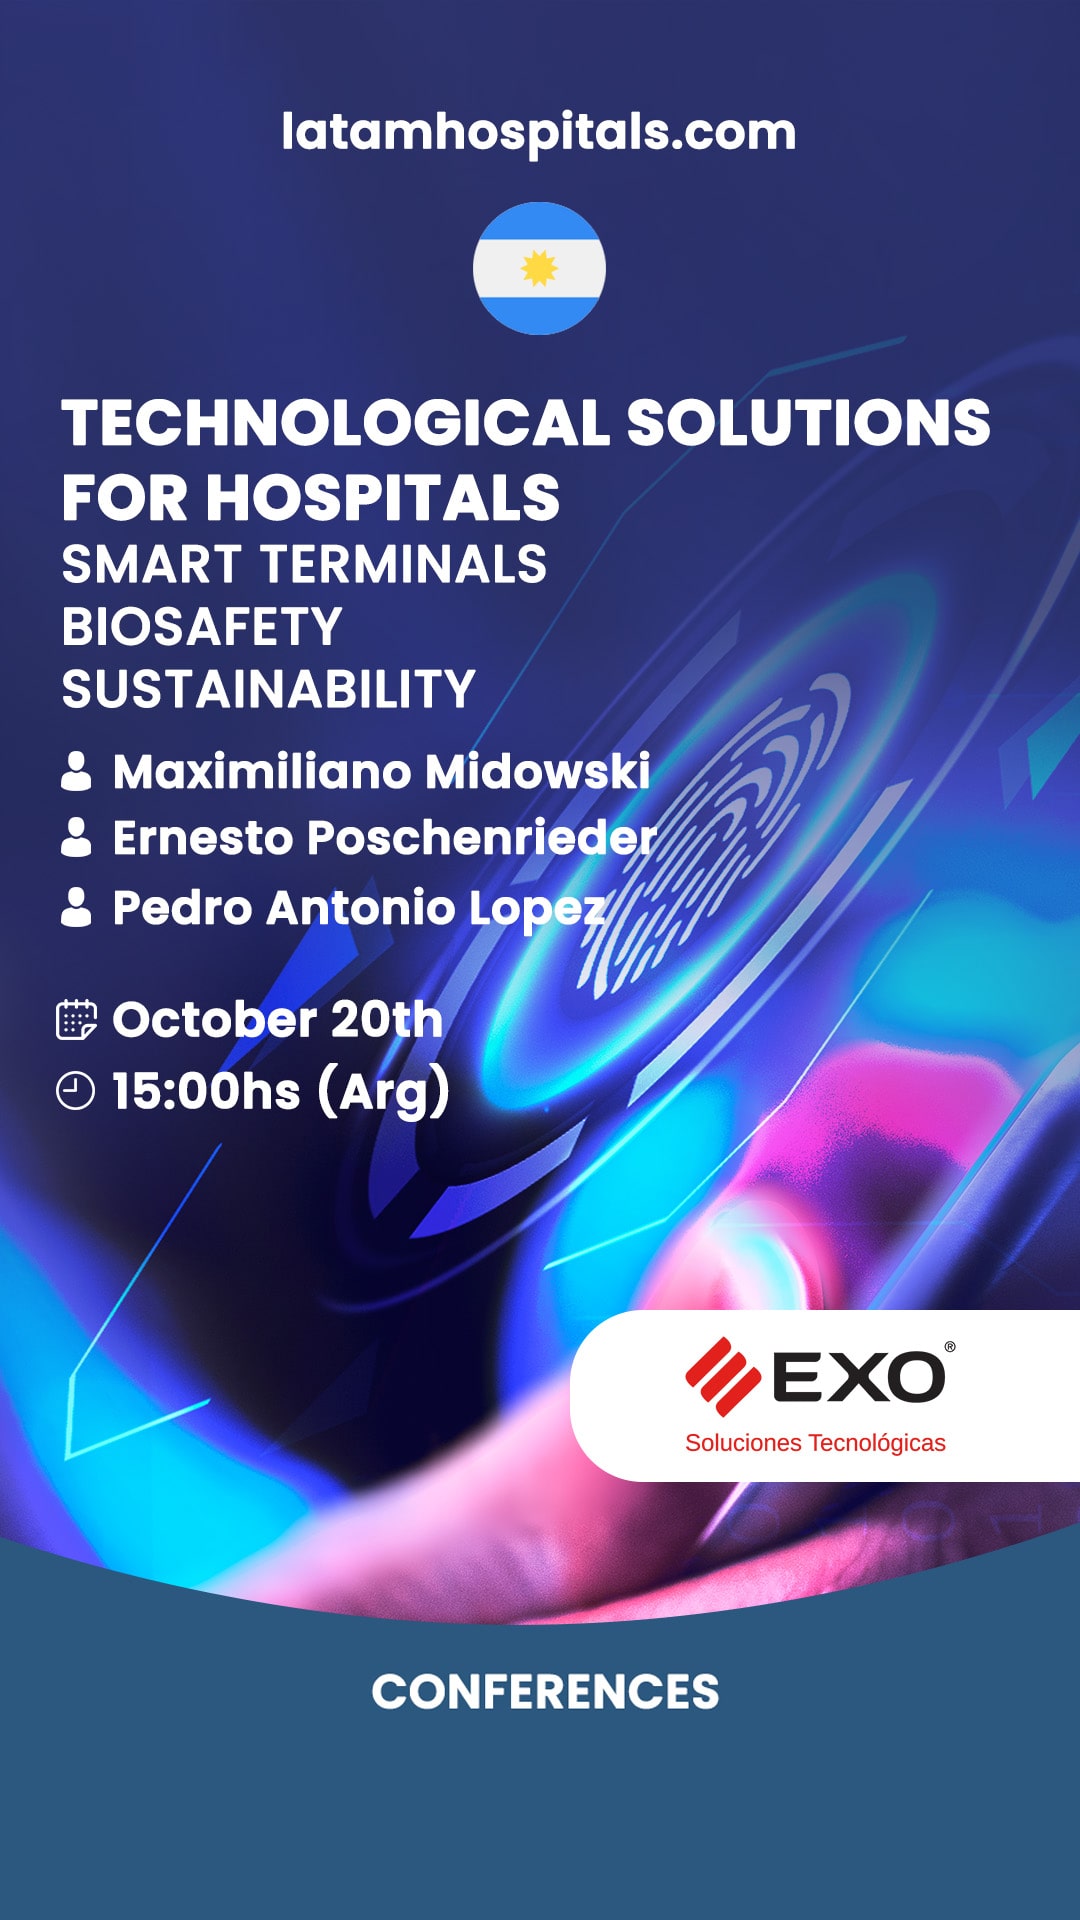 latamhospitals.com
TECHNOLOGICAL SOLUTIONS
FOR HOSPITALS
SMART TERMINALS
BIOSAFETY
SUSTAINABILITY
Maximiliano Midowski
Ernesto Poschenrieder
Pedro Antonio Lopez
October 20th
15:00hs (Arg)
EXO®
Soluciones Tecnológicas
CONFERENCES